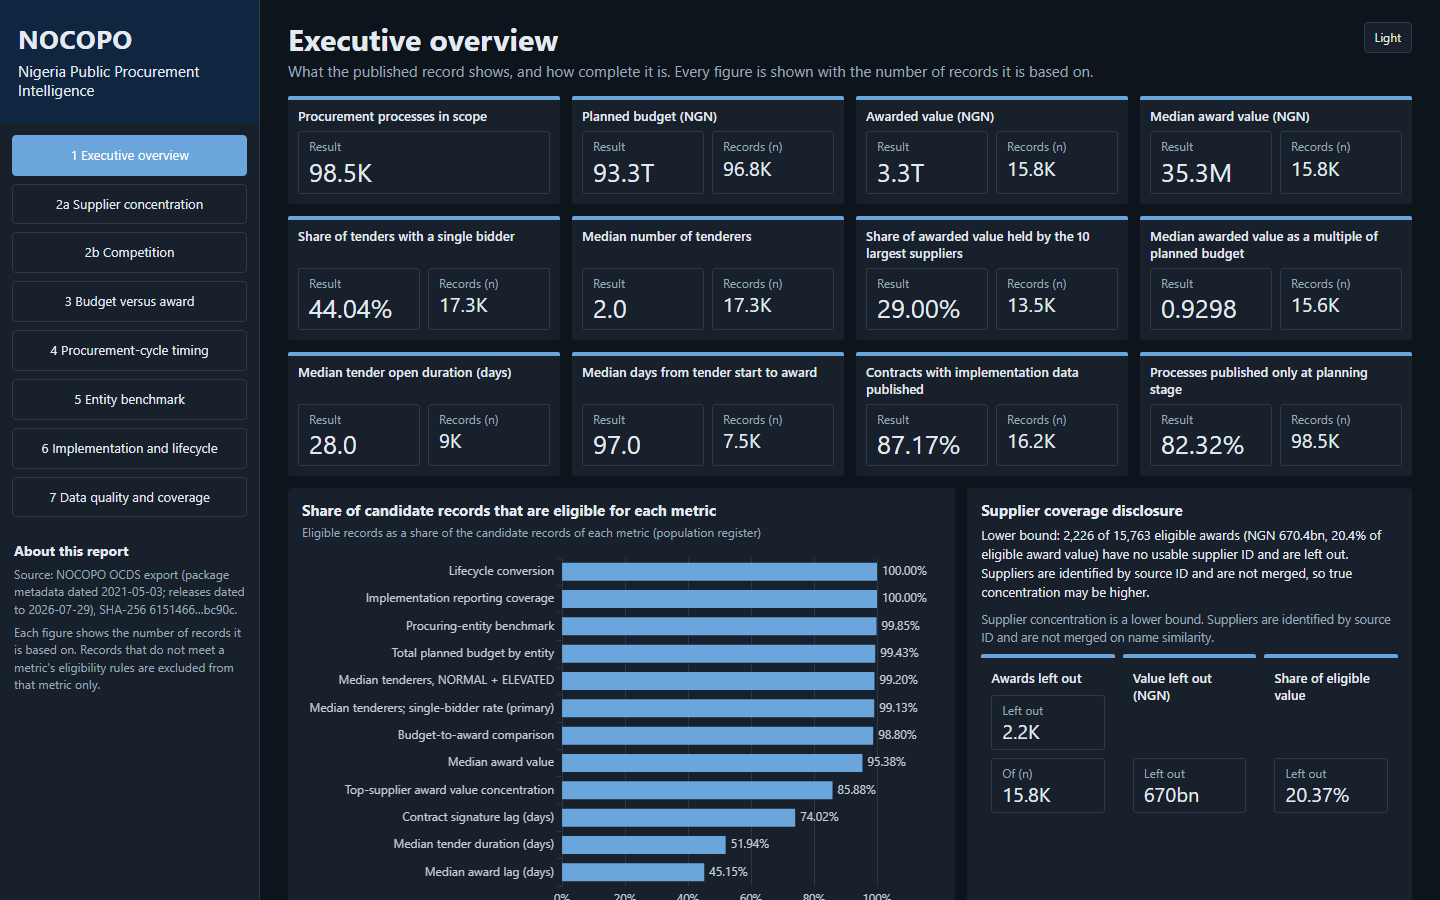 NOCOPO
Nigeria Public Procurement
Intelligence
1 Executive overview
2a Supplier concentration
2b Competition
3 Budget versus award
4 Procurement-cycle timing
5 Entity benchmark
6 Implementation and lifecycle
7 Data quality and coverage
About this report
Source: NOCOPO OCDS export (package
metadata dated 2021-05-03; releases dated
to 2026-07-29), SHA-256 6151466...bc90c.
Each figure shows the number of records it
is based on. Records that do not meet a
metric's eligibility rules are excluded from
that metric only.
Executive overview
Light
What the published record shows, and how complete it is. Every figure is shown with the number of records it is based on.
Procurement processes in scope
Result
98.5K
Planned budget (NGN)
Result
93.3T
Records (n)
96.8K
Awarded value (NGN)
Result
3.3T
Records (n)
15.8K
Median award value (NGN)
Result
35.3M
Records (n)
15.8K
Share of tenders with a single bidder
Result
44.04%
Records (n)
17.3K
Median number of tenderers
Result
2.0
Records (n)
17.3K
Share of awarded value held by the 10
largest suppliers
Result
29.00%
Records (n)
13.5K
Median awarded value as a multiple of
planned budget
Result
0.9298
Records (n)
15.6K
Median tender open duration (days)
Result
28.0
Records (n)
9K
Median days from tender start to award
Result
97.0
Records (n)
7.5K
Contracts with implementation data
published
Result
87.17%
Records (n)
16.2K
Processes published only at planning
stage
Result
82.32%
Records (n)
98.5K
Share of candidate records that are eligible for each metric
Eligible records as a share of the candidate records of each metric (population register)
Lifecycle conversion 100.00%
Implementation reporting coverage 100.00%
Procuring-entity benchmark 99.85%
Total planned budget by entity 99.43%
Median tenderers, NORMAL + ELEVATED 99.20%
Median tenderers; single-bidder rate (primary) 99.13%
Budget-to-award comparison 98.80%
Median award value 95.38%
Top-supplier award value concentration 85.88%
Contract signature lag (days) 74.02%
Median tender duration (days) 51.94%
Median award lag (days) 45.15%
0% 20% 40% 60% 80% 100%
Supplier coverage disclosure
Lower bound: 2,226 of 15,763 eligible awards (NGN 670.4bn, 20.4% of
eligible award value) have no usable supplier ID and are left out.
Suppliers are identified by source ID and are not merged, so true
concentration may be higher.
Supplier concentration is a lower bound. Suppliers are identified by source
ID and are not merged on name similarity.
Awards left out
Left out
2.2K
Of (n)
15.8K
Value left out
(NGN)
Left out
670bn
Share of eligible
value
Left out
20.37%